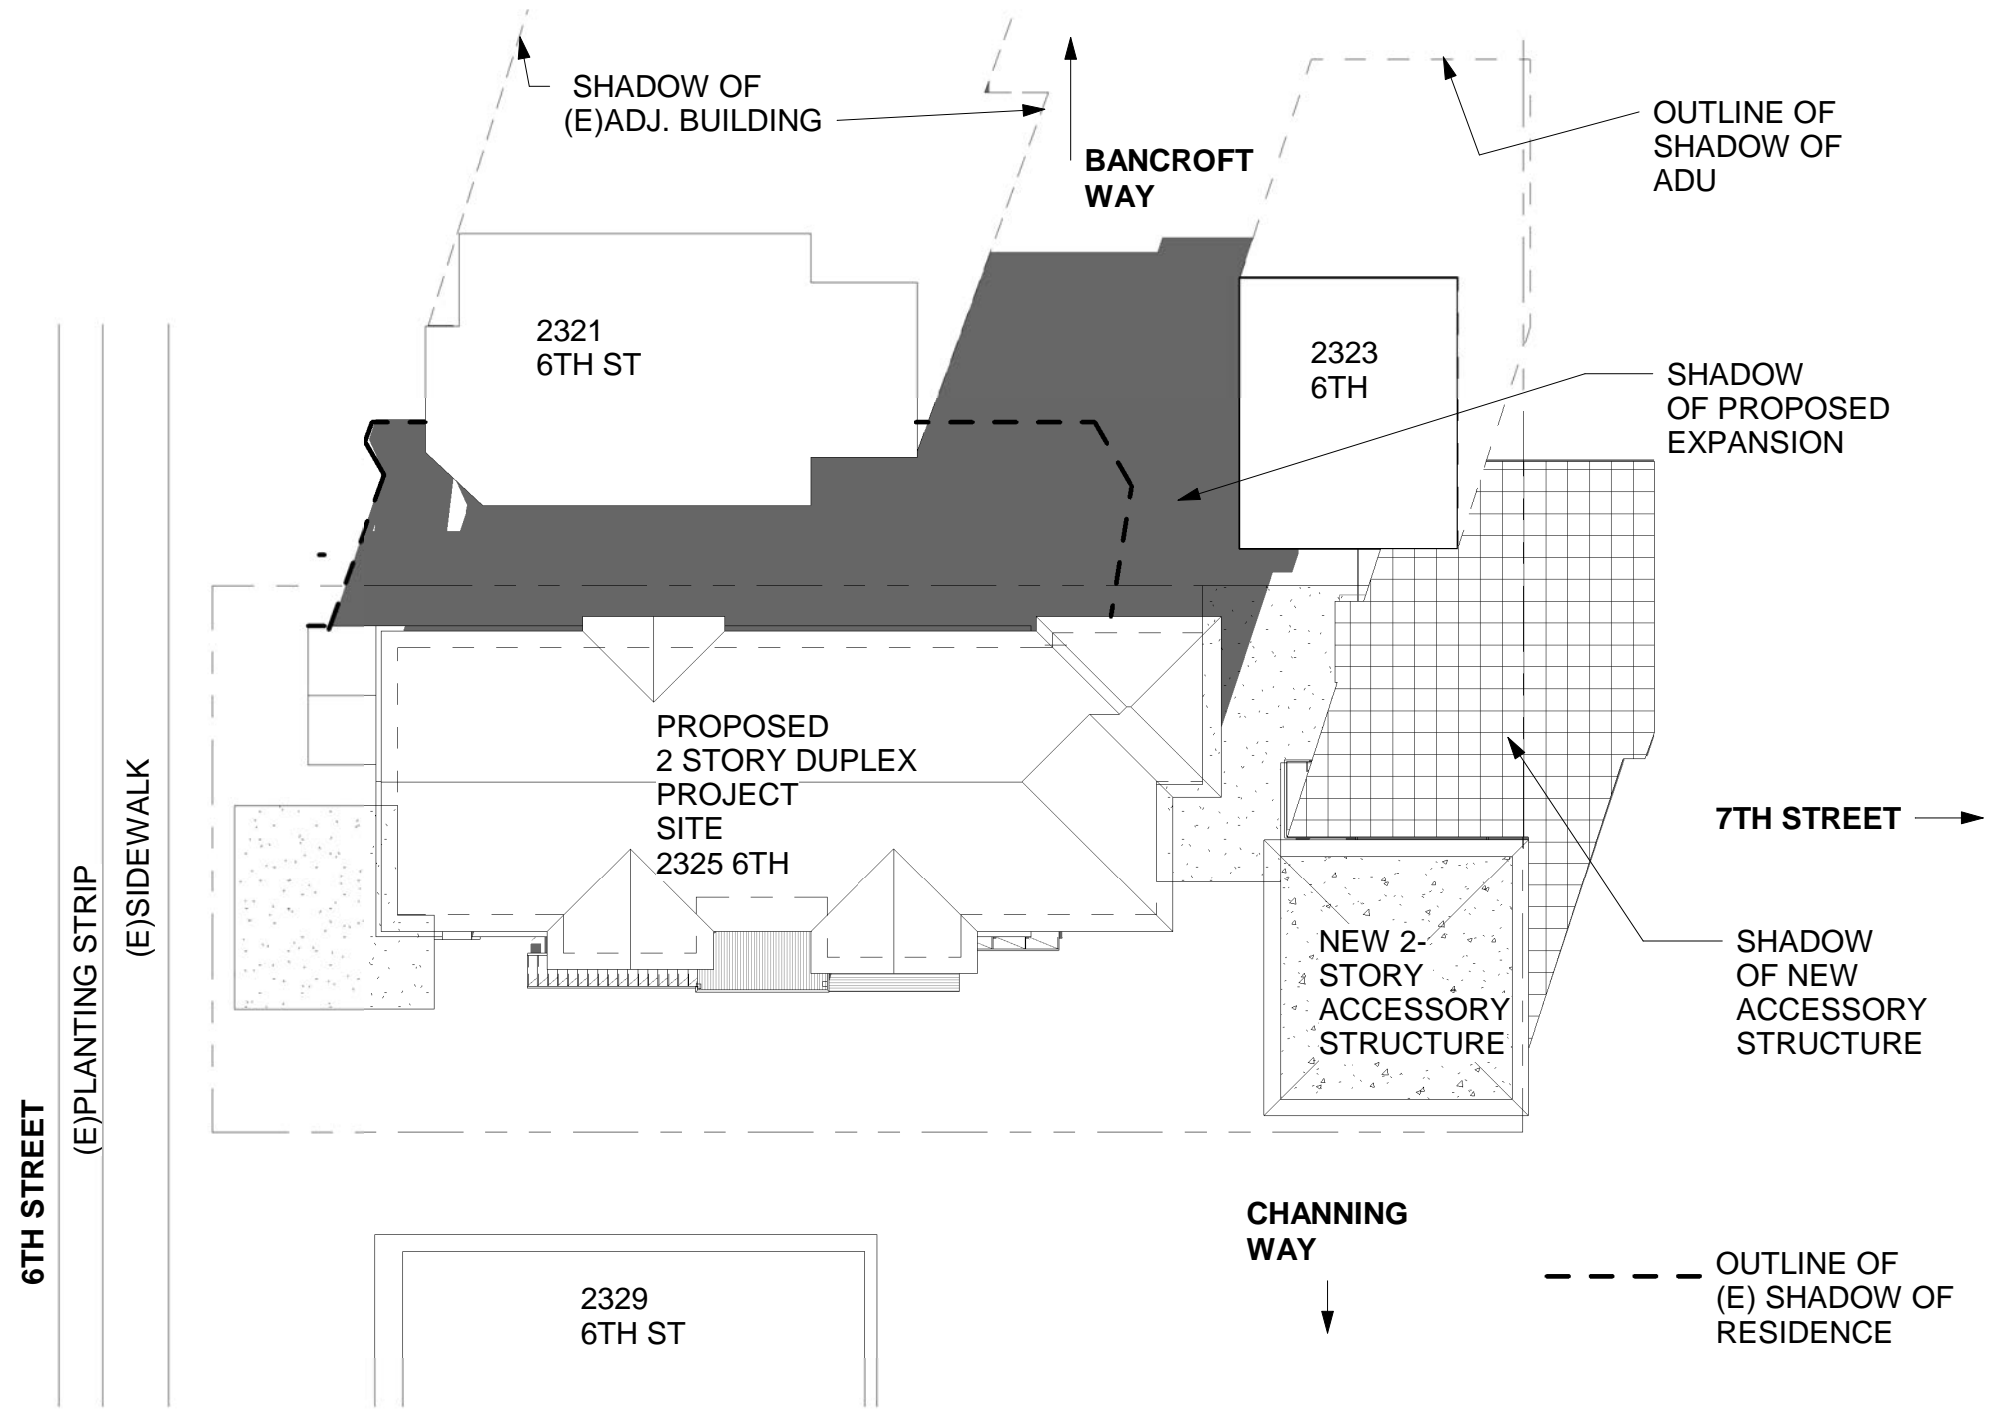 SHADOW OF
(E)ADJ. BUILDING
BANCROFT
WAY
OUTLINE OF
SHADOW OF
ADU
2321
6TH ST
2323
6TH
SHADOW
OF PROPOSED
EXPANSION
PROPOSED
2 STORY DUPLEX
PROJECT
SITE
2325 6TH
7TH STREET
NEW 2-
STORY
ACCESSORY
STRUCTURE
SHADOW
OF NEW
ACCESSORY
STRUCTURE
6TH STREET
(E)PLANTING STRIP
(E)SIDEWALK
CHANNING
WAY
2329
6TH ST
OUTLINE OF
(E) SHADOW OF
RESIDENCE